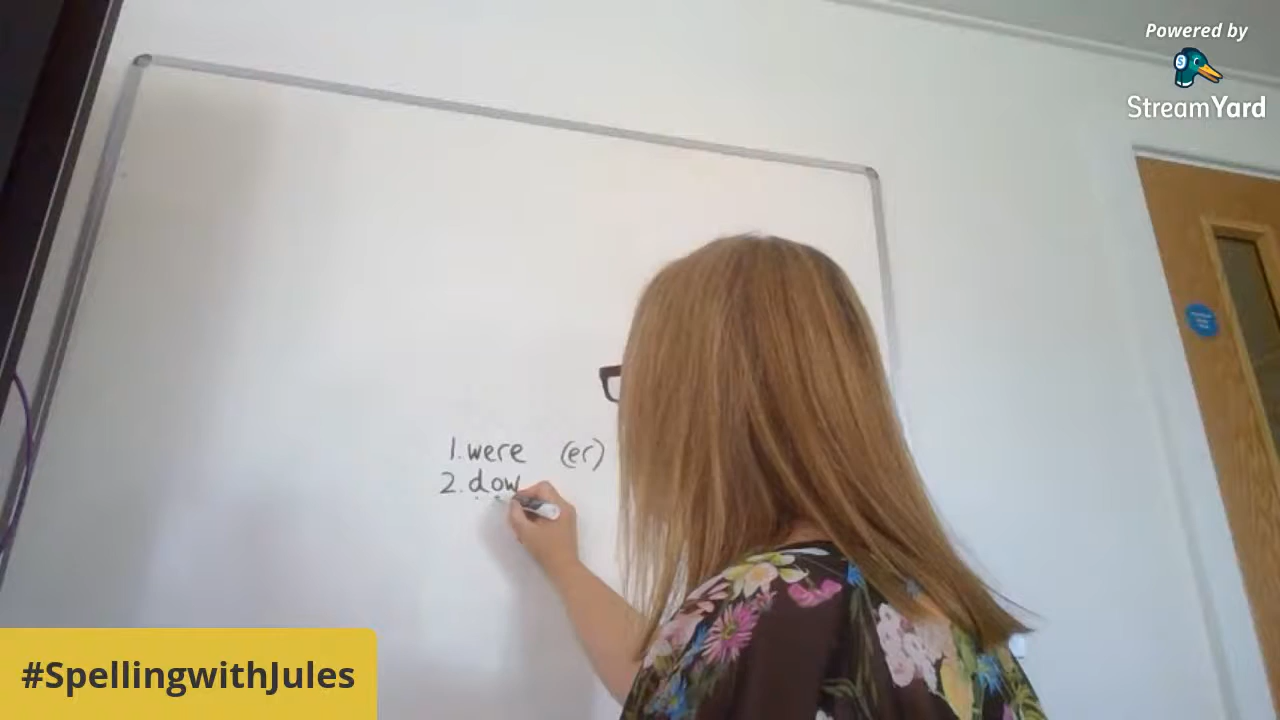 Powered by
StreamYard
1. were (er)
2. dow
#SpellingwithJules